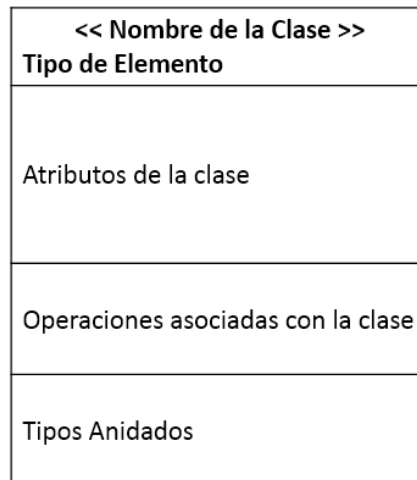 << Nombre de la Clase >>
Tipo de Elemento
Atributos de la clase
Operaciones asociadas con la clase
Tipos Anidados